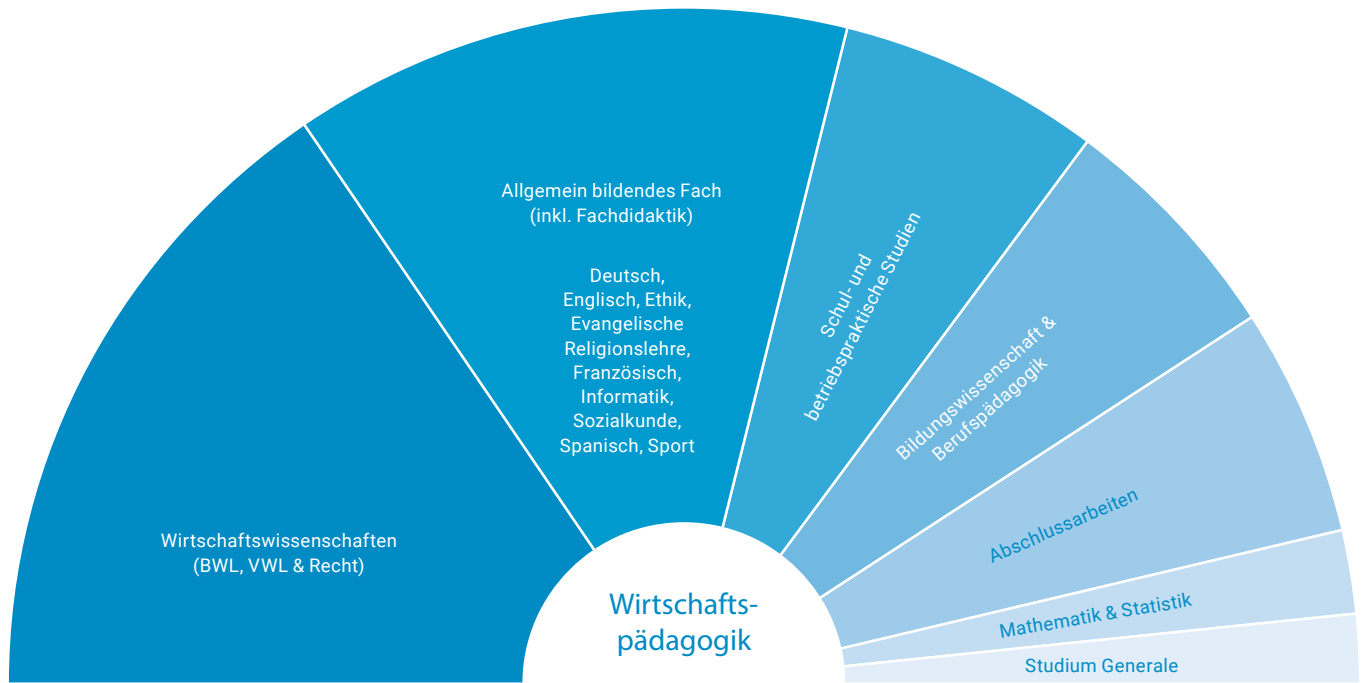 Wirtschaftswissenschaften
(BWL, VWL & Recht)
Allgemein bildendes Fach
(inkl. Fachdidaktik)
Deutsch,
Englisch, Ethik,
Evangelische
Religionslehre,
Französisch,
Informatik,
Sozialkunde,
Spanisch, Sport
Schul- und
betriebspraktische Studien
Bildungswissenschaft &
Berufspädagogik
Abschlussarbeiten
Mathematik & Statistik
Studium Generale
Wirtschafts-
pädagogik